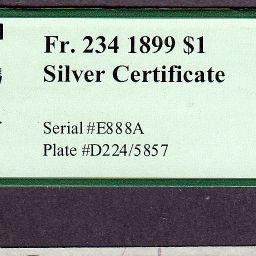 Fr. 234 1899 $1
Silver Certificate
Serial #E888A
Plate #D224/5857